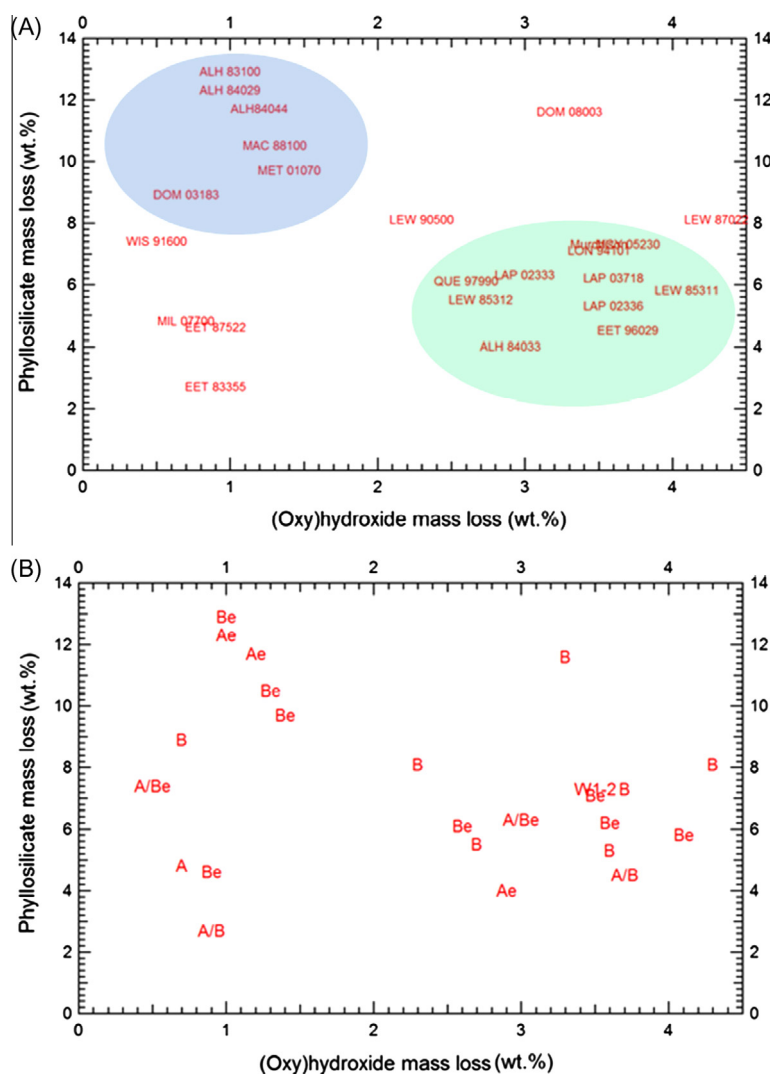 (A)
0 1 2 3 4
14
12
10
8
6
4
2
0
Phyllosilicate mass loss (wt.%)
ALH 83100
ALH 84029
ALH84044
DOM 08003
MAC 88100
MET 01070
DOM 03183
WIS 91600
LEW 90500
LEW 87022
MCY 05230
LON 94101
QUE 97990
LAP 02333
LAP 03718
LEW 85311
LEW 85312
LAP 02336
MIL 07700
EET 87522
EET 96029
ALH 84033
EET 83355
14
12
10
8
6
4
2
0
0 1 2 3 4
(Oxy)hydroxide mass loss (wt.%)
(B)
0 1 2 3 4
14
12
10
8
6
4
2
0
Phyllosilicate mass loss (wt.%)
Be
Ae
Ae
B
Be
Be
B
A/Be
B
B
W1-2 B
Be
Be
A/Be
Be
Be
B
B
A
Be
A/B
Ae
A/B
14
12
10
8
6
4
2
0
0 1 2 3 4
(Oxy)hydroxide mass loss (wt.%)